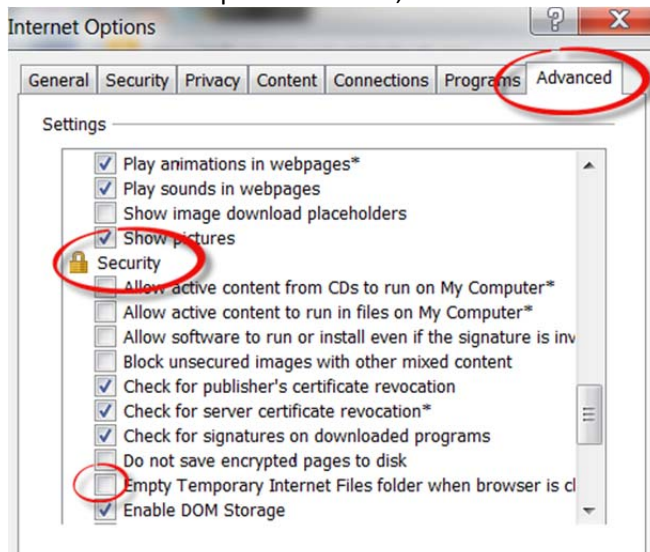 Internet Options
General Security Privacy Content Connections Programs Advanced
Settings
Play animations in webpages*
Play sounds in webpages
Show image download placeholders
Show pictures
Security
Allow active content from CDs to run on My Computer*
Allow active content to run in files on My Computer*
Allow software to run or install even if the signature is inv
Block unsecured images with other mixed content
Check for publisher's certificate revocation
Check for server certificate revocation*
Check for signatures on downloaded programs
Do not save encrypted pages to disk
Empty Temporary Internet Files folder when browser is cl
Enable DOM Storage